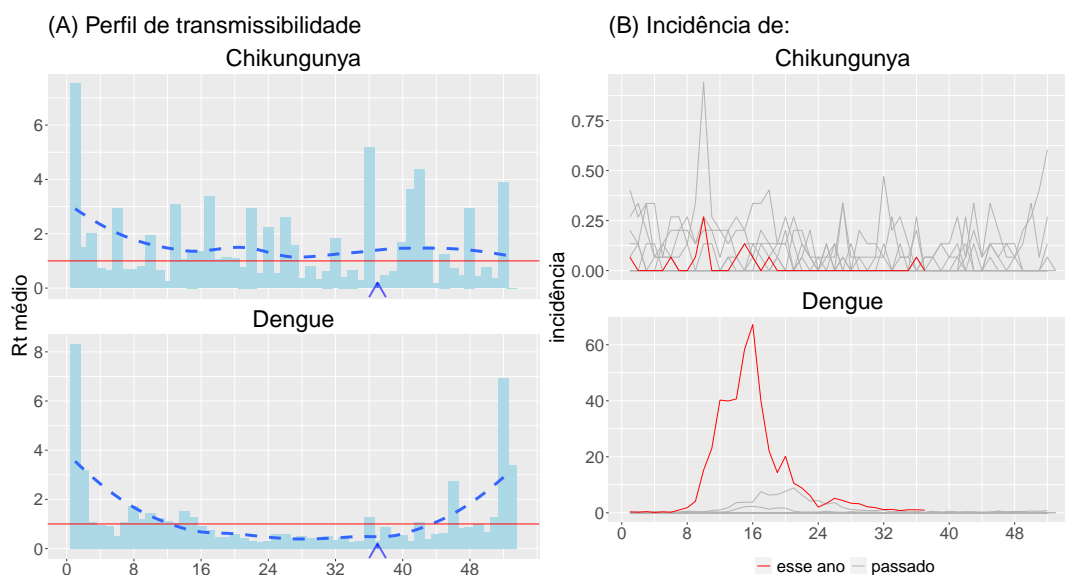 (A) Perfil de transmissibilidade
Chikungunya
6
4
2
0
Dengue
8
6
4
2
0
0 8 16 24 32 40 48
Rt médio
(B) Incidência de:
Chikungunya
0.75
0.50
0.25
0.00
Dengue
60
40
20
0
0 8 16 24 32 40 48
incidência
esse ano passado